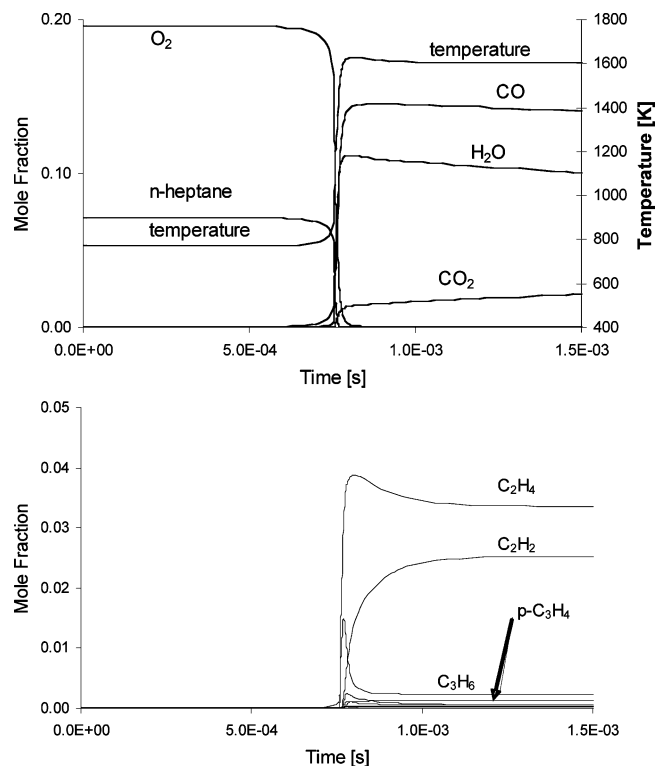 0.20
0.10
0.00
Mole Fraction
1800
1600
1400
1200
1000
800
600
400
Temperature [K]
O₂
temperature
CO
H₂O
n-heptane
temperature
CO₂
0.0E+00 5.0E-04 1.0E-03 1.5E-03
Time [s]
0.05
0.04
0.03
0.02
0.01
0.00
Mole Fraction
C₂H₄
C₂H₂
p-C₃H₄
C₃H₆
0.0E+00 5.0E-04 1.0E-03 1.5E-03
Time [s]